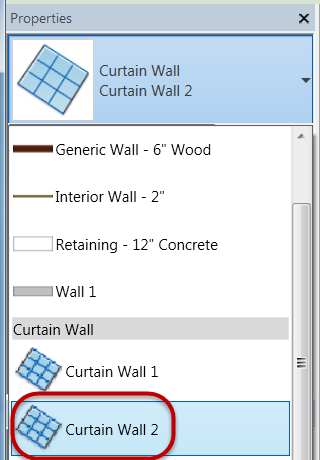 Properties
Curtain Wall
Curtain Wall 2
Generic Wall - 6" Wood
Interior Wall - 2"
Retaining - 12" Concrete
Wall 1
Curtain Wall
Curtain Wall 1
Curtain Wall 2